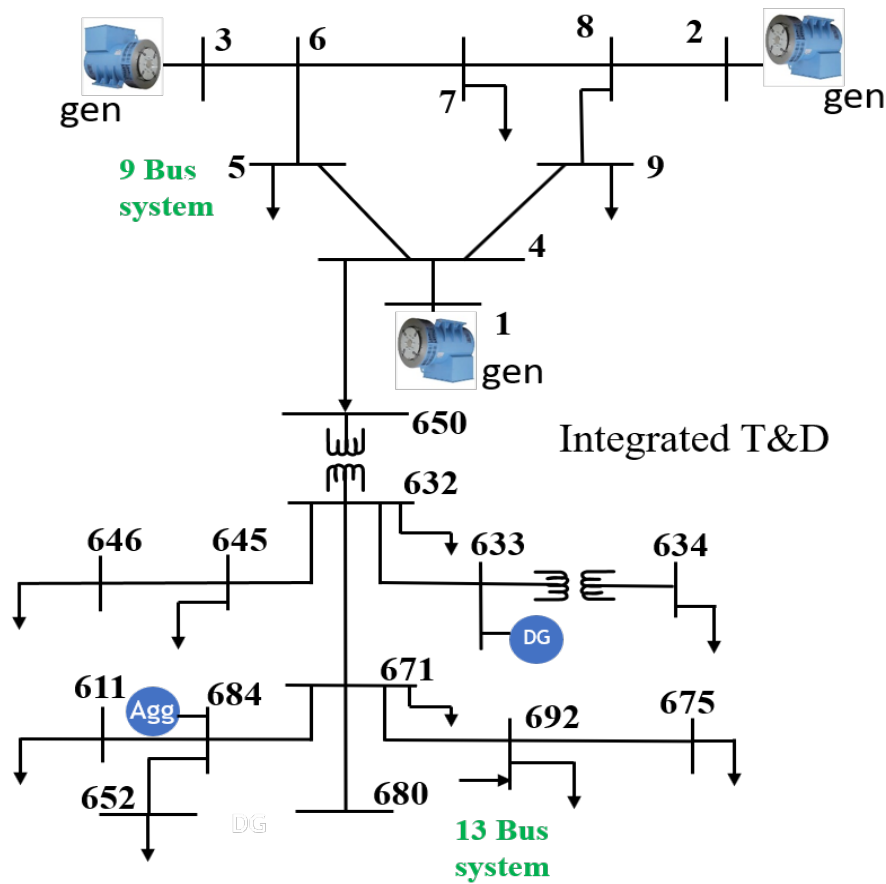 3
6
8
2
gen
7
gen
9 Bus
system
5
9
4
1
gen
650
Integrated T&D
632
646
645
633
634
DG
671
611
Agg
684
692
675
652
DG
680
13 Bus
system